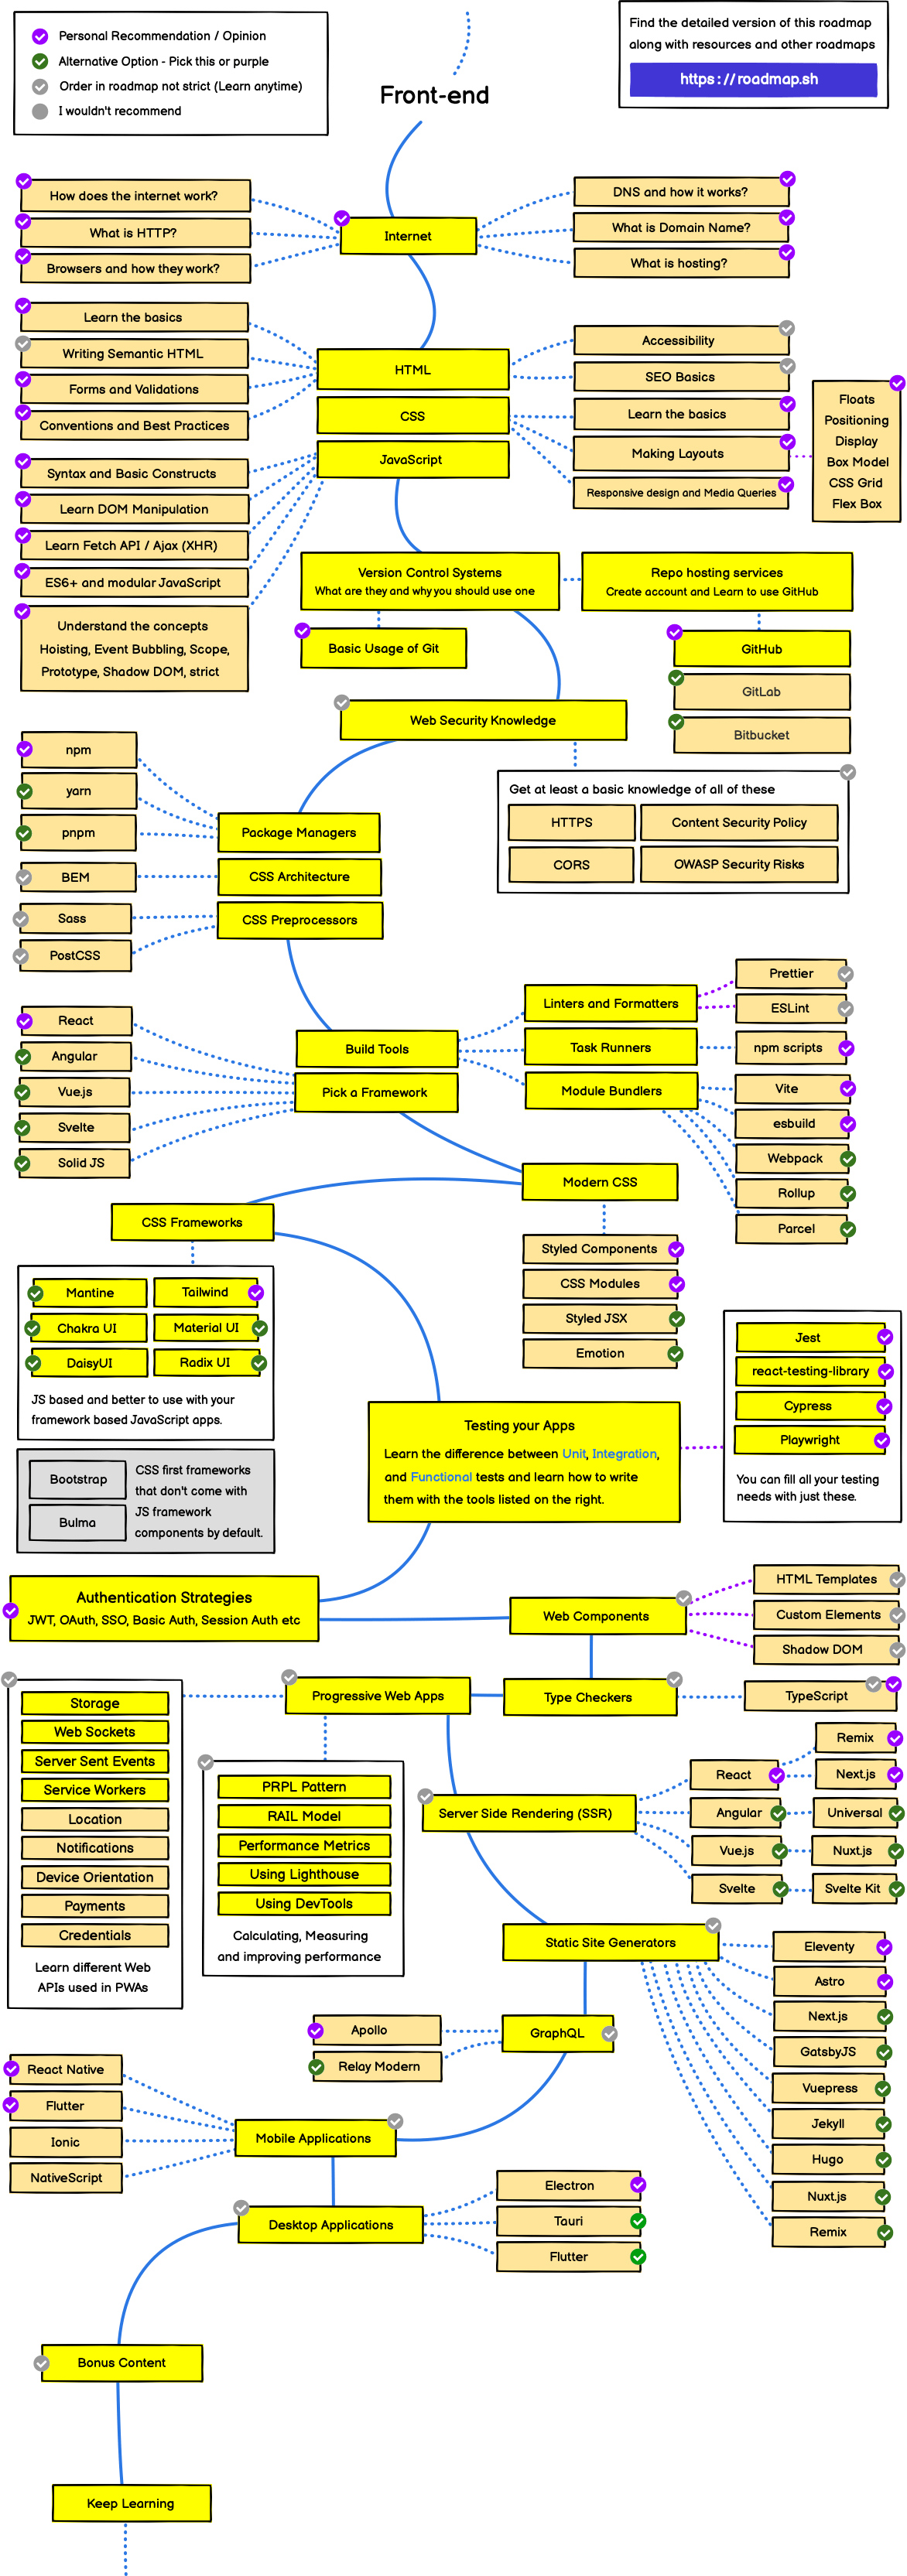 Personal Recommendation / Opinion
Alternative Option - Pick this or purple
Order in roadmap not strict (Learn anytime)
I wouldn't recommend
Find the detailed version of this roadmap
along with resources and other roadmaps
https://roadmap.sh
Front-end
How does the internet work?
What is HTTP?
Browsers and how they work?
Internet
DNS and how it works?
What is Domain Name?
What is hosting?
Learn the basics
Writing Semantic HTML
Forms and Validations
Conventions and Best Practices
HTML
CSS
JavaScript
Accessibility
SEO Basics
Learn the basics
Making Layouts
Responsive design and Media Queries
Floats
Positioning
Display
Box Model
CSS Grid
Flex Box
Syntax and Basic Constructs
Learn DOM Manipulation
Learn Fetch API / Ajax (XHR)
ES6+ and modular JavaScript
Understand the concepts
Hoisting, Event Bubbling, Scope,
Prototype, Shadow DOM, strict
Version Control Systems
What are they and why you should use one
Repo hosting services
Create account and Learn to use GitHub
Basic Usage of Git
GitHub
GitLab
Bitbucket
Web Security Knowledge
Get at least a basic knowledge of all of these
HTTPS
Content Security Policy
CORS
OWASP Security Risks
npm
yarn
pnpm
Package Managers
BEM
CSS Architecture
Sass
PostCSS
CSS Preprocessors
Linters and Formatters
Prettier
ESLint
Build Tools
Task Runners
npm scripts
Module Bundlers
Vite
esbuild
Webpack
Rollup
Parcel
React
Angular
Vue.js
Svelte
Solid JS
Pick a Framework
Modern CSS
Styled Components
CSS Modules
Styled JSX
Emotion
CSS Frameworks
Mantine
Tailwind
Chakra UI
Material UI
DaisyUI
Radix UI
JS based and better to use with your
framework based JavaScript apps.
Bootstrap
Bulma
CSS first frameworks
that don't come with
JS framework
components by default.
Testing your Apps
Learn the difference between Unit, Integration,
and Functional tests and learn how to write
them with the tools listed on the right.
Jest
react-testing-library
Cypress
Playwright
You can fill all your testing
needs with just these.
Authentication Strategies
JWT, OAuth, SSO, Basic Auth, Session Auth etc
Web Components
HTML Templates
Custom Elements
Shadow DOM
Progressive Web Apps
Type Checkers
TypeScript
Storage
Web Sockets
Server Sent Events
Service Workers
Location
Notifications
Device Orientation
Payments
Credentials
Learn different Web
APIs used in PWAs
PRPL Pattern
RAIL Model
Performance Metrics
Using Lighthouse
Using DevTools
Calculating, Measuring
and improving performance
Server Side Rendering (SSR)
React
Remix
Next.js
Angular
Universal
Vue.js
Nuxt.js
Svelte
Svelte Kit
Static Site Generators
Eleventy
Astro
Next.js
GatsbyJS
Vuepress
Jekyll
Hugo
Nuxt.js
Remix
GraphQL
Apollo
Relay Modern
React Native
Flutter
Ionic
NativeScript
Mobile Applications
Desktop Applications
Electron
Tauri
Flutter
Bonus Content
Keep Learning